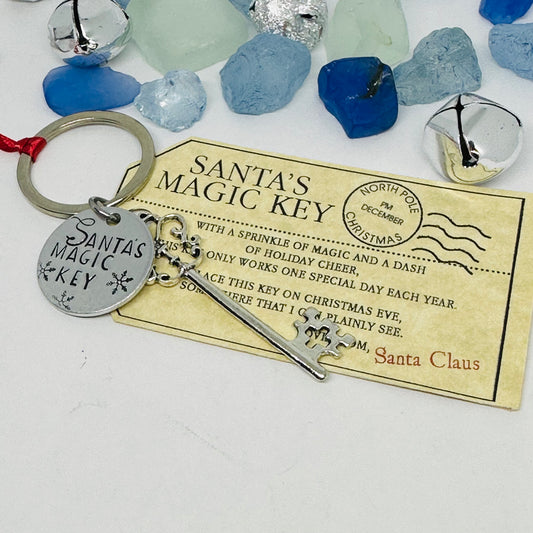 SANTA'S
MAGIC KEY
NORTH POLE
PM
DECEMBER
CHRISTMAS
WITH A SPRINKLE OF MAGIC AND A DASH
OF HOLIDAY CHEER,
ONLY WORKS ONE SPECIAL DAY EACH YEAR.
THIS KEY ON CHRISTMAS EVE,
THAT I PLAINLY SEE.
Santa Claus
SANTA'S
MAGIC
KEY